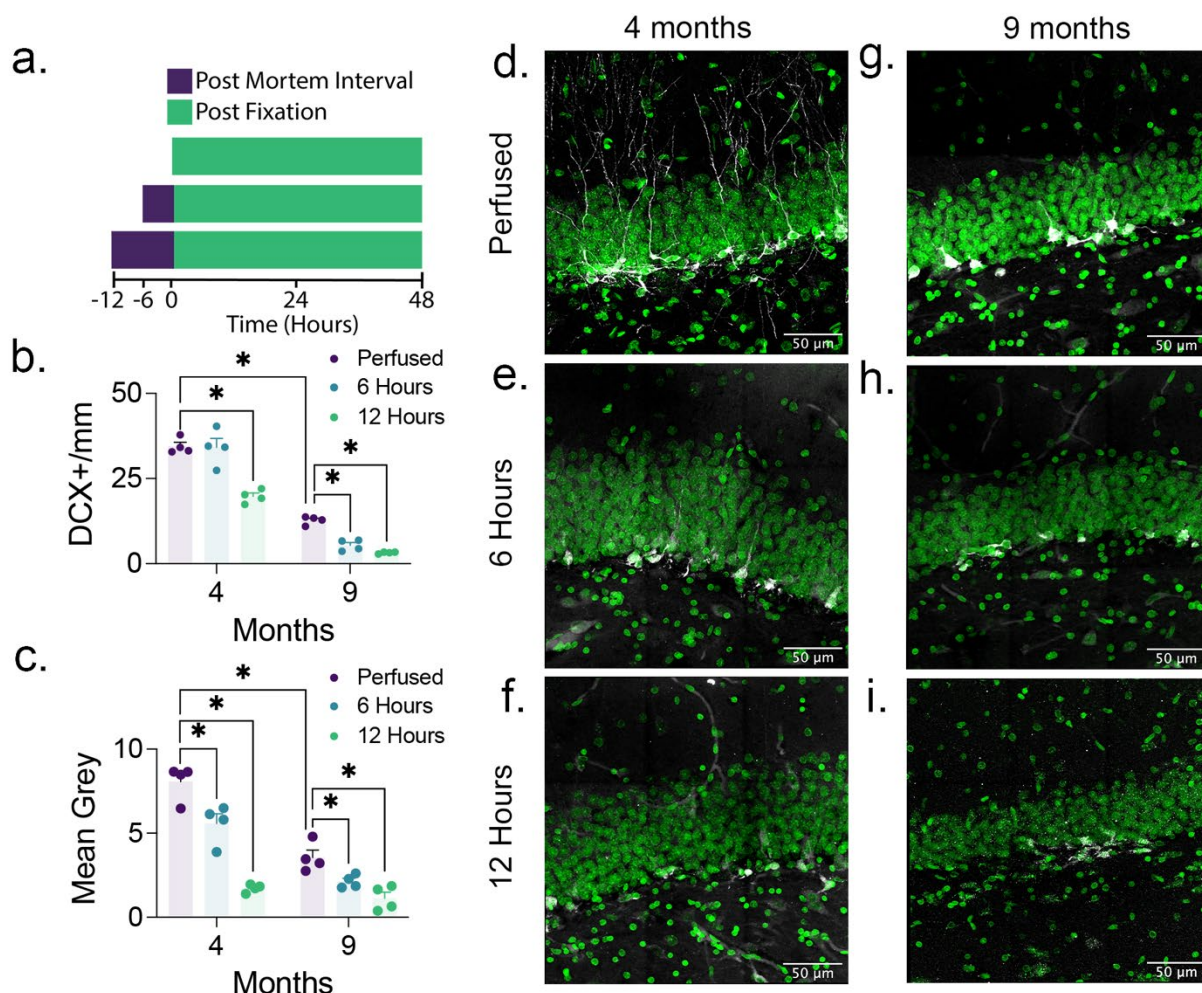 a.
Post Mortem Interval
Post Fixation
-12 -6 0 24 48
Time (Hours)
b.
Perfused
6 Hours
12 Hours
*
*
*
*
50
25
0
DCX+/mm
4 9
Months
c.
Perfused
6 Hours
12 Hours
*
*
*
*
*
10
5
0
Mean Grey
4 9
Months
4 months 9 months
Perfused
d.
50 µm
g.
50 µm
6 Hours
e.
50 µm
h.
50 µm
12 Hours
f.
50 µm
i.
50 µm